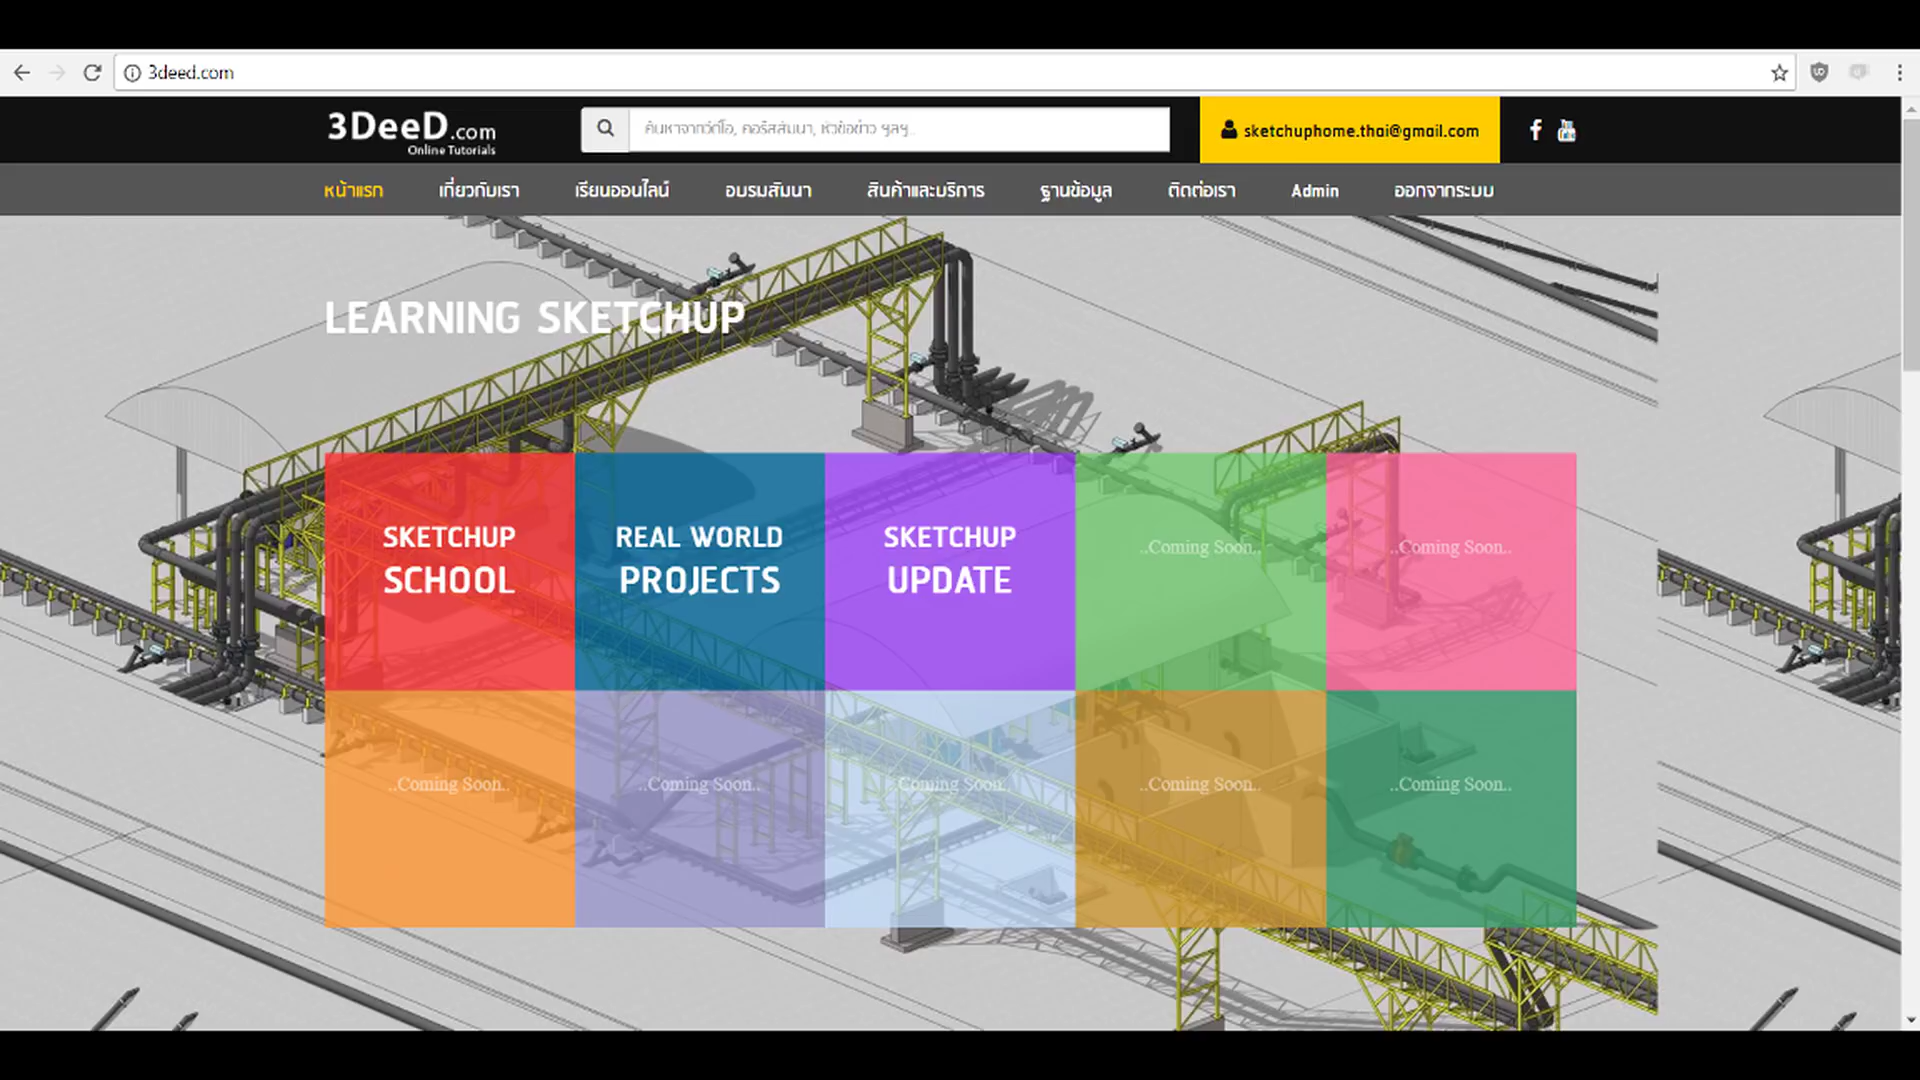 3deed.com
3DeeD.com
Online Tutorials
ค้นหาจากวีดีโอ, คอร์สสัมนา, หัวข้อข่าว ฯลฯ..
sketchuphome.thai@gmail.com
หน้าแรก เกี่ยวกับเรา เรียนออนไลน์ อบรมสัมนา สินค้าและบริการ ฐานข้อมูล ติดต่อเรา Admin ออกจากระบบ
LEARNING SKETCHUP
SKETCHUP
SCHOOL
REAL WORLD
PROJECTS
SKETCHUP
UPDATE
..Coming Soon..
..Coming Soon..
..Coming Soon..
..Coming Soon..
..Coming Soon..
..Coming Soon..
..Coming Soon..